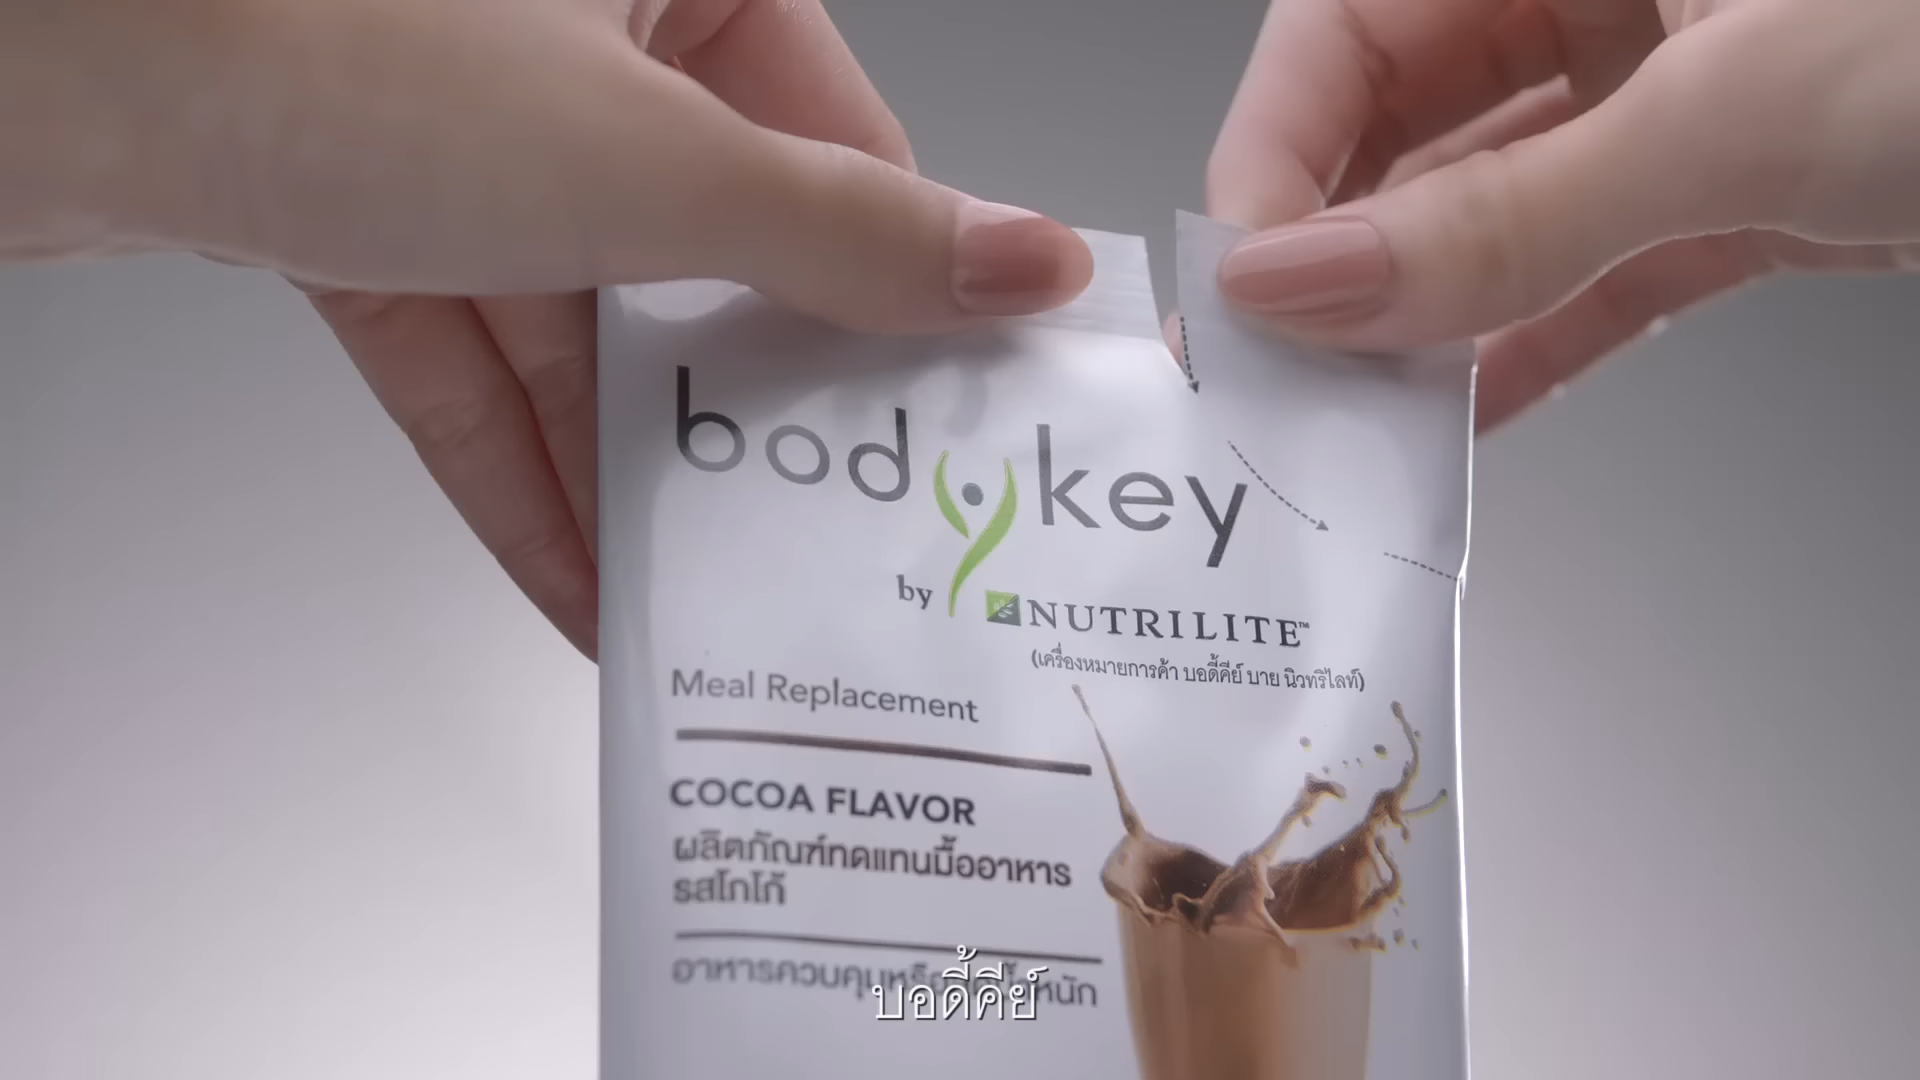 bodykey
by NUTRILITE™
(เครื่องหมายการค้า บอดี้คีย์ บาย นิวทริไลท์)
Meal Replacement
COCOA FLAVOR
ผลิตภัณฑ์ทดแทนมื้ออาหาร
รสโกโก้
อาหารควบคุม
บอดี้คีย์